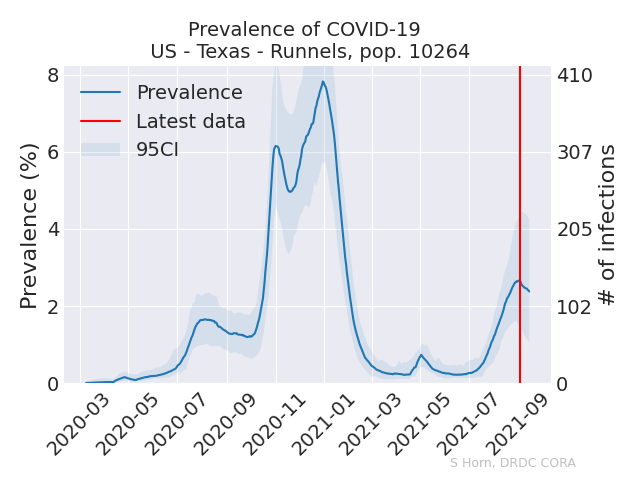 Prevalence of COVID-19
US - Texas - Runnels, pop. 10264
Prevalence
Latest data
95CI
Prevalence (%)
8
6
4
2
0
410
307
205
102
0
# of infections
2020-03
2020-05
2020-07
2020-09
2020-11
2021-01
2021-03
2021-05
2021-07
2021-09
S Horn, DRDC CORA